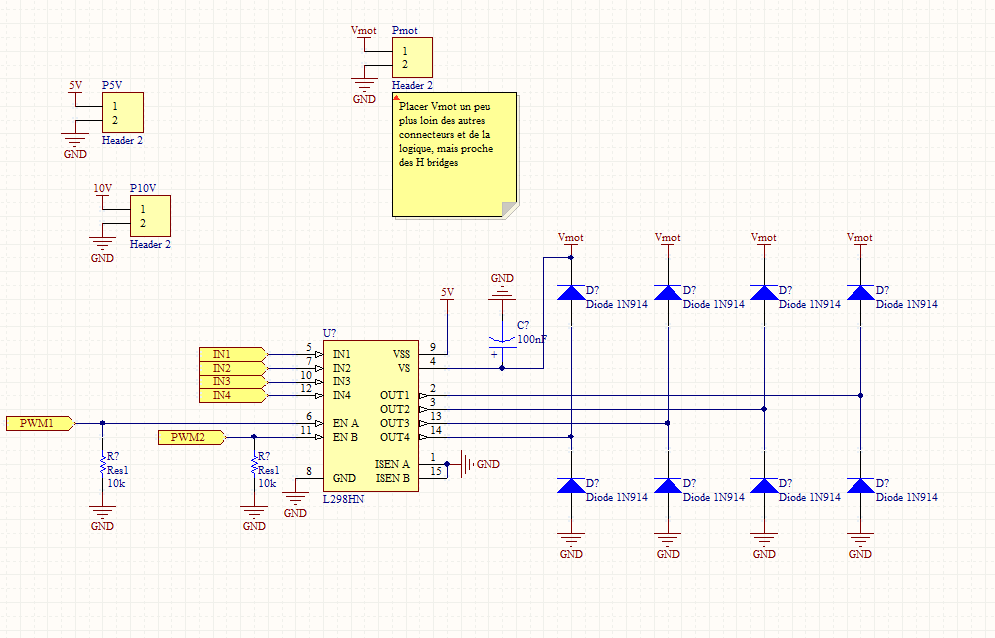 Vmot Pmot
1
2
Header 2
GND
Placer Vmot un peu
plus loin des autres
connecteurs et de la
logique, mais proche
des H bridges
5V P5V
1
2
Header 2
GND
10V P10V
1
2
Header 2
GND
Vmot Vmot Vmot Vmot
D? D? D? D?
Diode 1N914 Diode 1N914 Diode 1N914 Diode 1N914
GND
5V
C?
100nF
+
U?
IN1 5 IN1 VSS 9
IN2 7 IN2 VS 4
IN3 10 IN3
IN4 12 IN4 OUT1 2
OUT2 3
PWM1 6 EN A OUT3 13
PWM2 11 EN B OUT4 14
ISEN A 1 GND
8 GND ISEN B 15
L298HN
GND
R? R?
Res1 Res1
10k 10k
GND GND
D? D? D? D?
Diode 1N914 Diode 1N914 Diode 1N914 Diode 1N914
GND GND GND GND